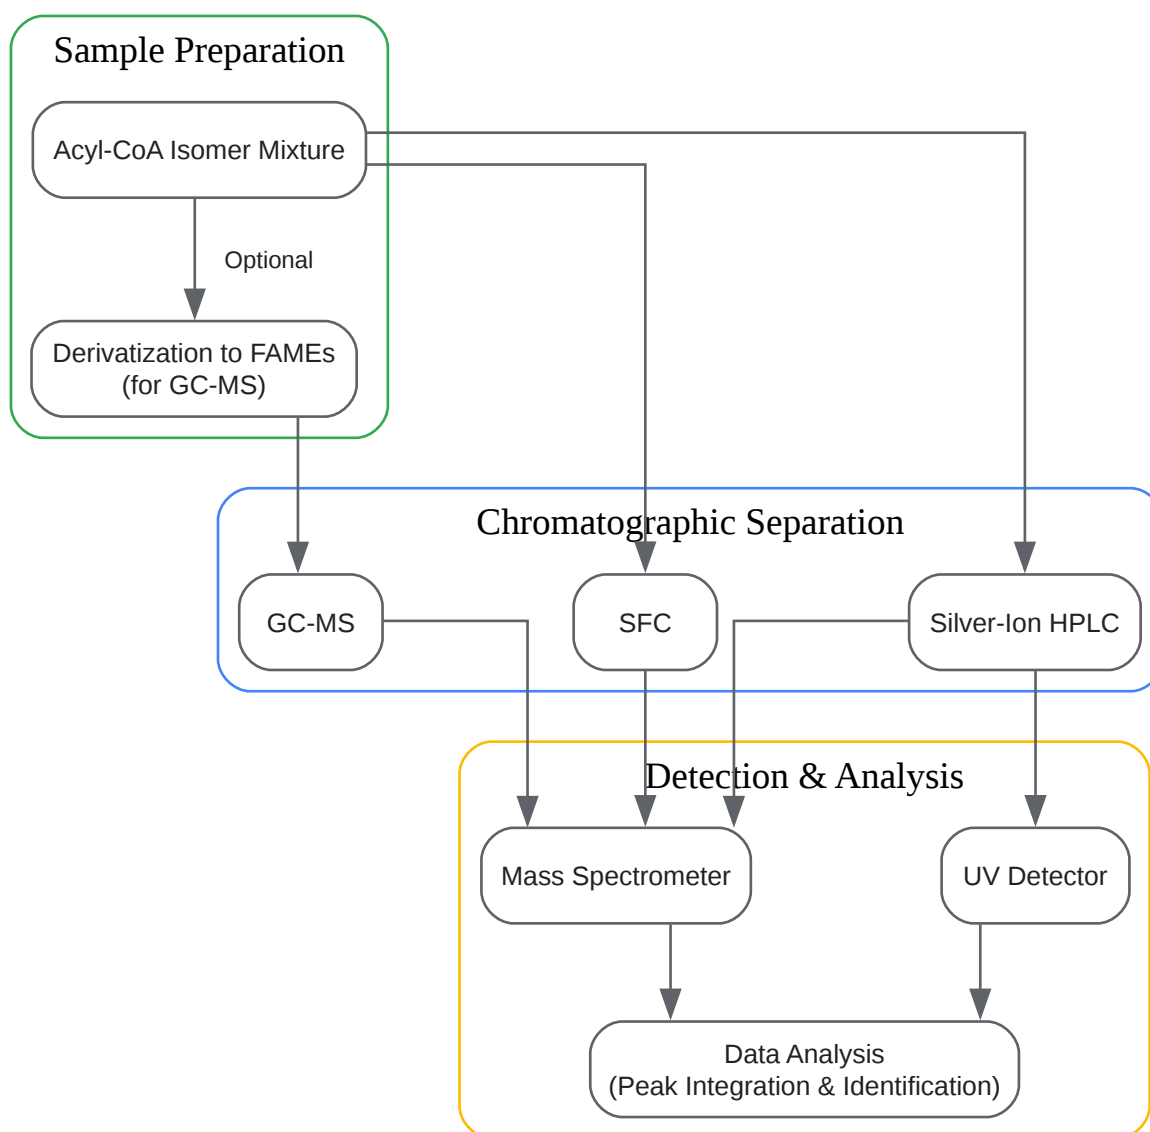 Sample Preparation
Acyl-CoA Isomer Mixture
Optional
Derivatization to FAMEs
(for GC-MS)
Chromatographic Separation
GC-MS
SFC
Silver-Ion HPLC
Detection & Analysis
Mass Spectrometer
UV Detector
Data Analysis
(Peak Integration & Identification)